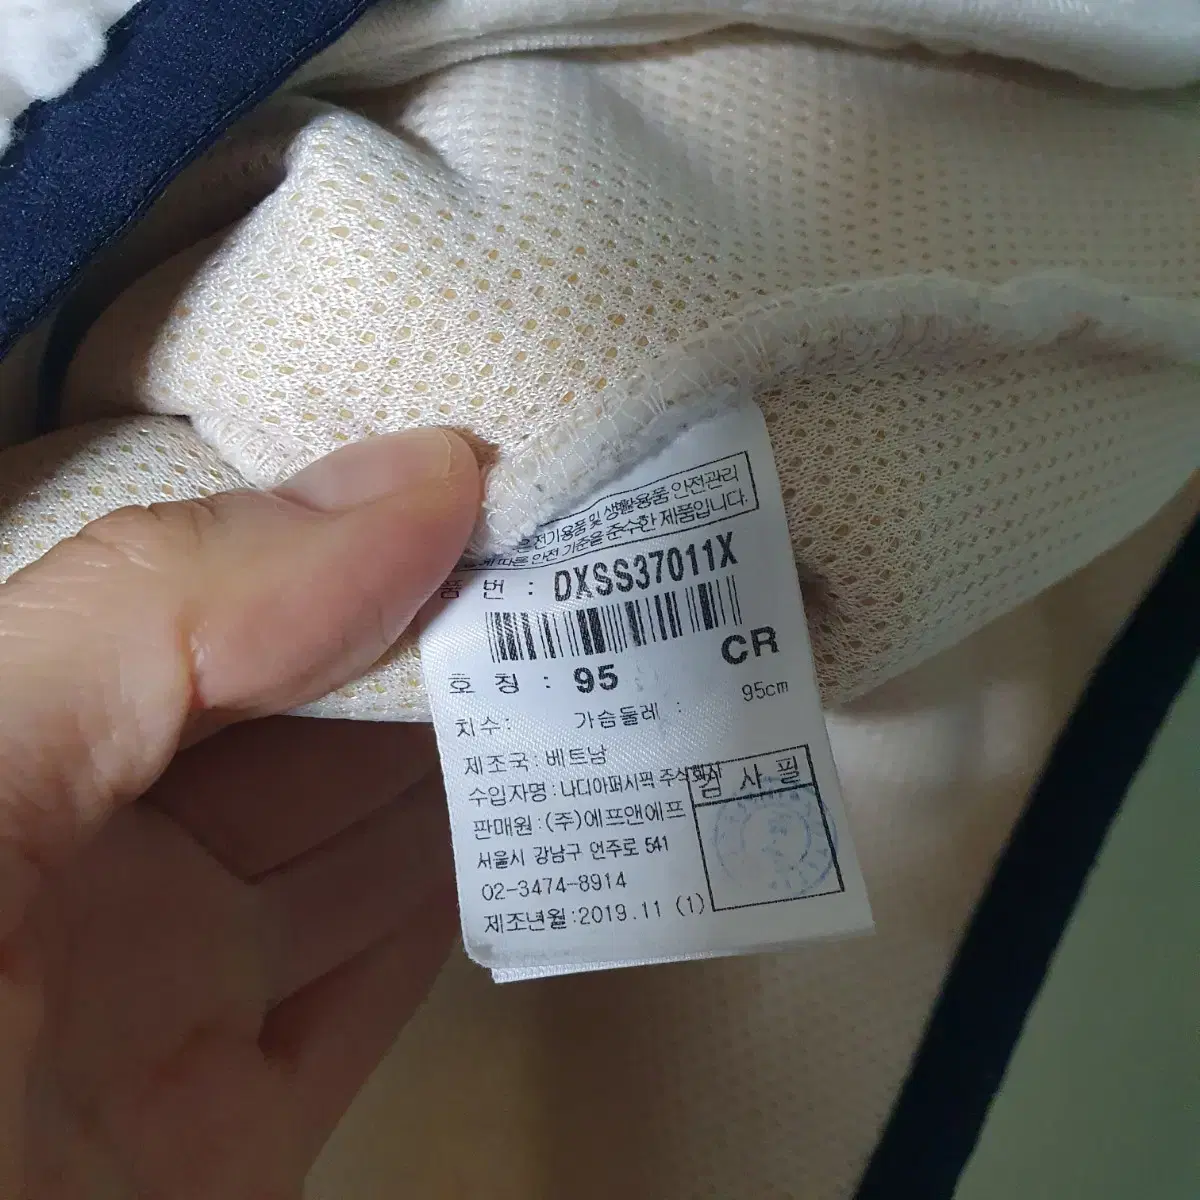 전기용품 및 생활용품 안전관리
따른 안전 기준을 준수한 제품입니다.
품 번 : DXSS37011X
호 칭 : 95 CR
치수: 가슴둘레 : 95cm
제조국: 베트남
수입자명 : 나디아퍼시픽 주식회사
검 사 필
판매원 : (주)에프앤에프
서울시 강남구 언주로 541
02-3474-8914
제조년월:2019.11 (1)